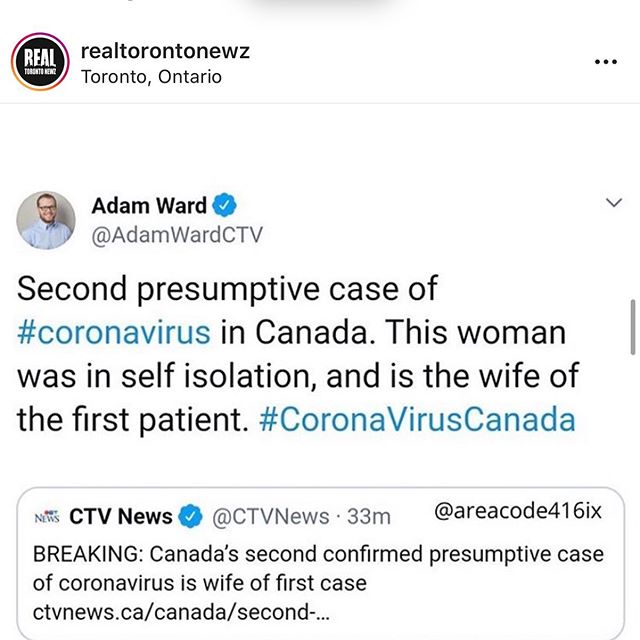 REAL
TORONTO NEWZ
realtorontonewz
Toronto, Ontario
Adam Ward
@AdamWardCTV
Second presumptive case of
#coronavirus in Canada. This woman
was in self isolation, and is the wife of
the first patient. #CoronaVirusCanada
NEWS CTV News @CTVNews · 33m @areacode416ix
BREAKING: Canada's second confirmed presumptive case
of coronavirus is wife of first case
ctvnews.ca/canada/second-...